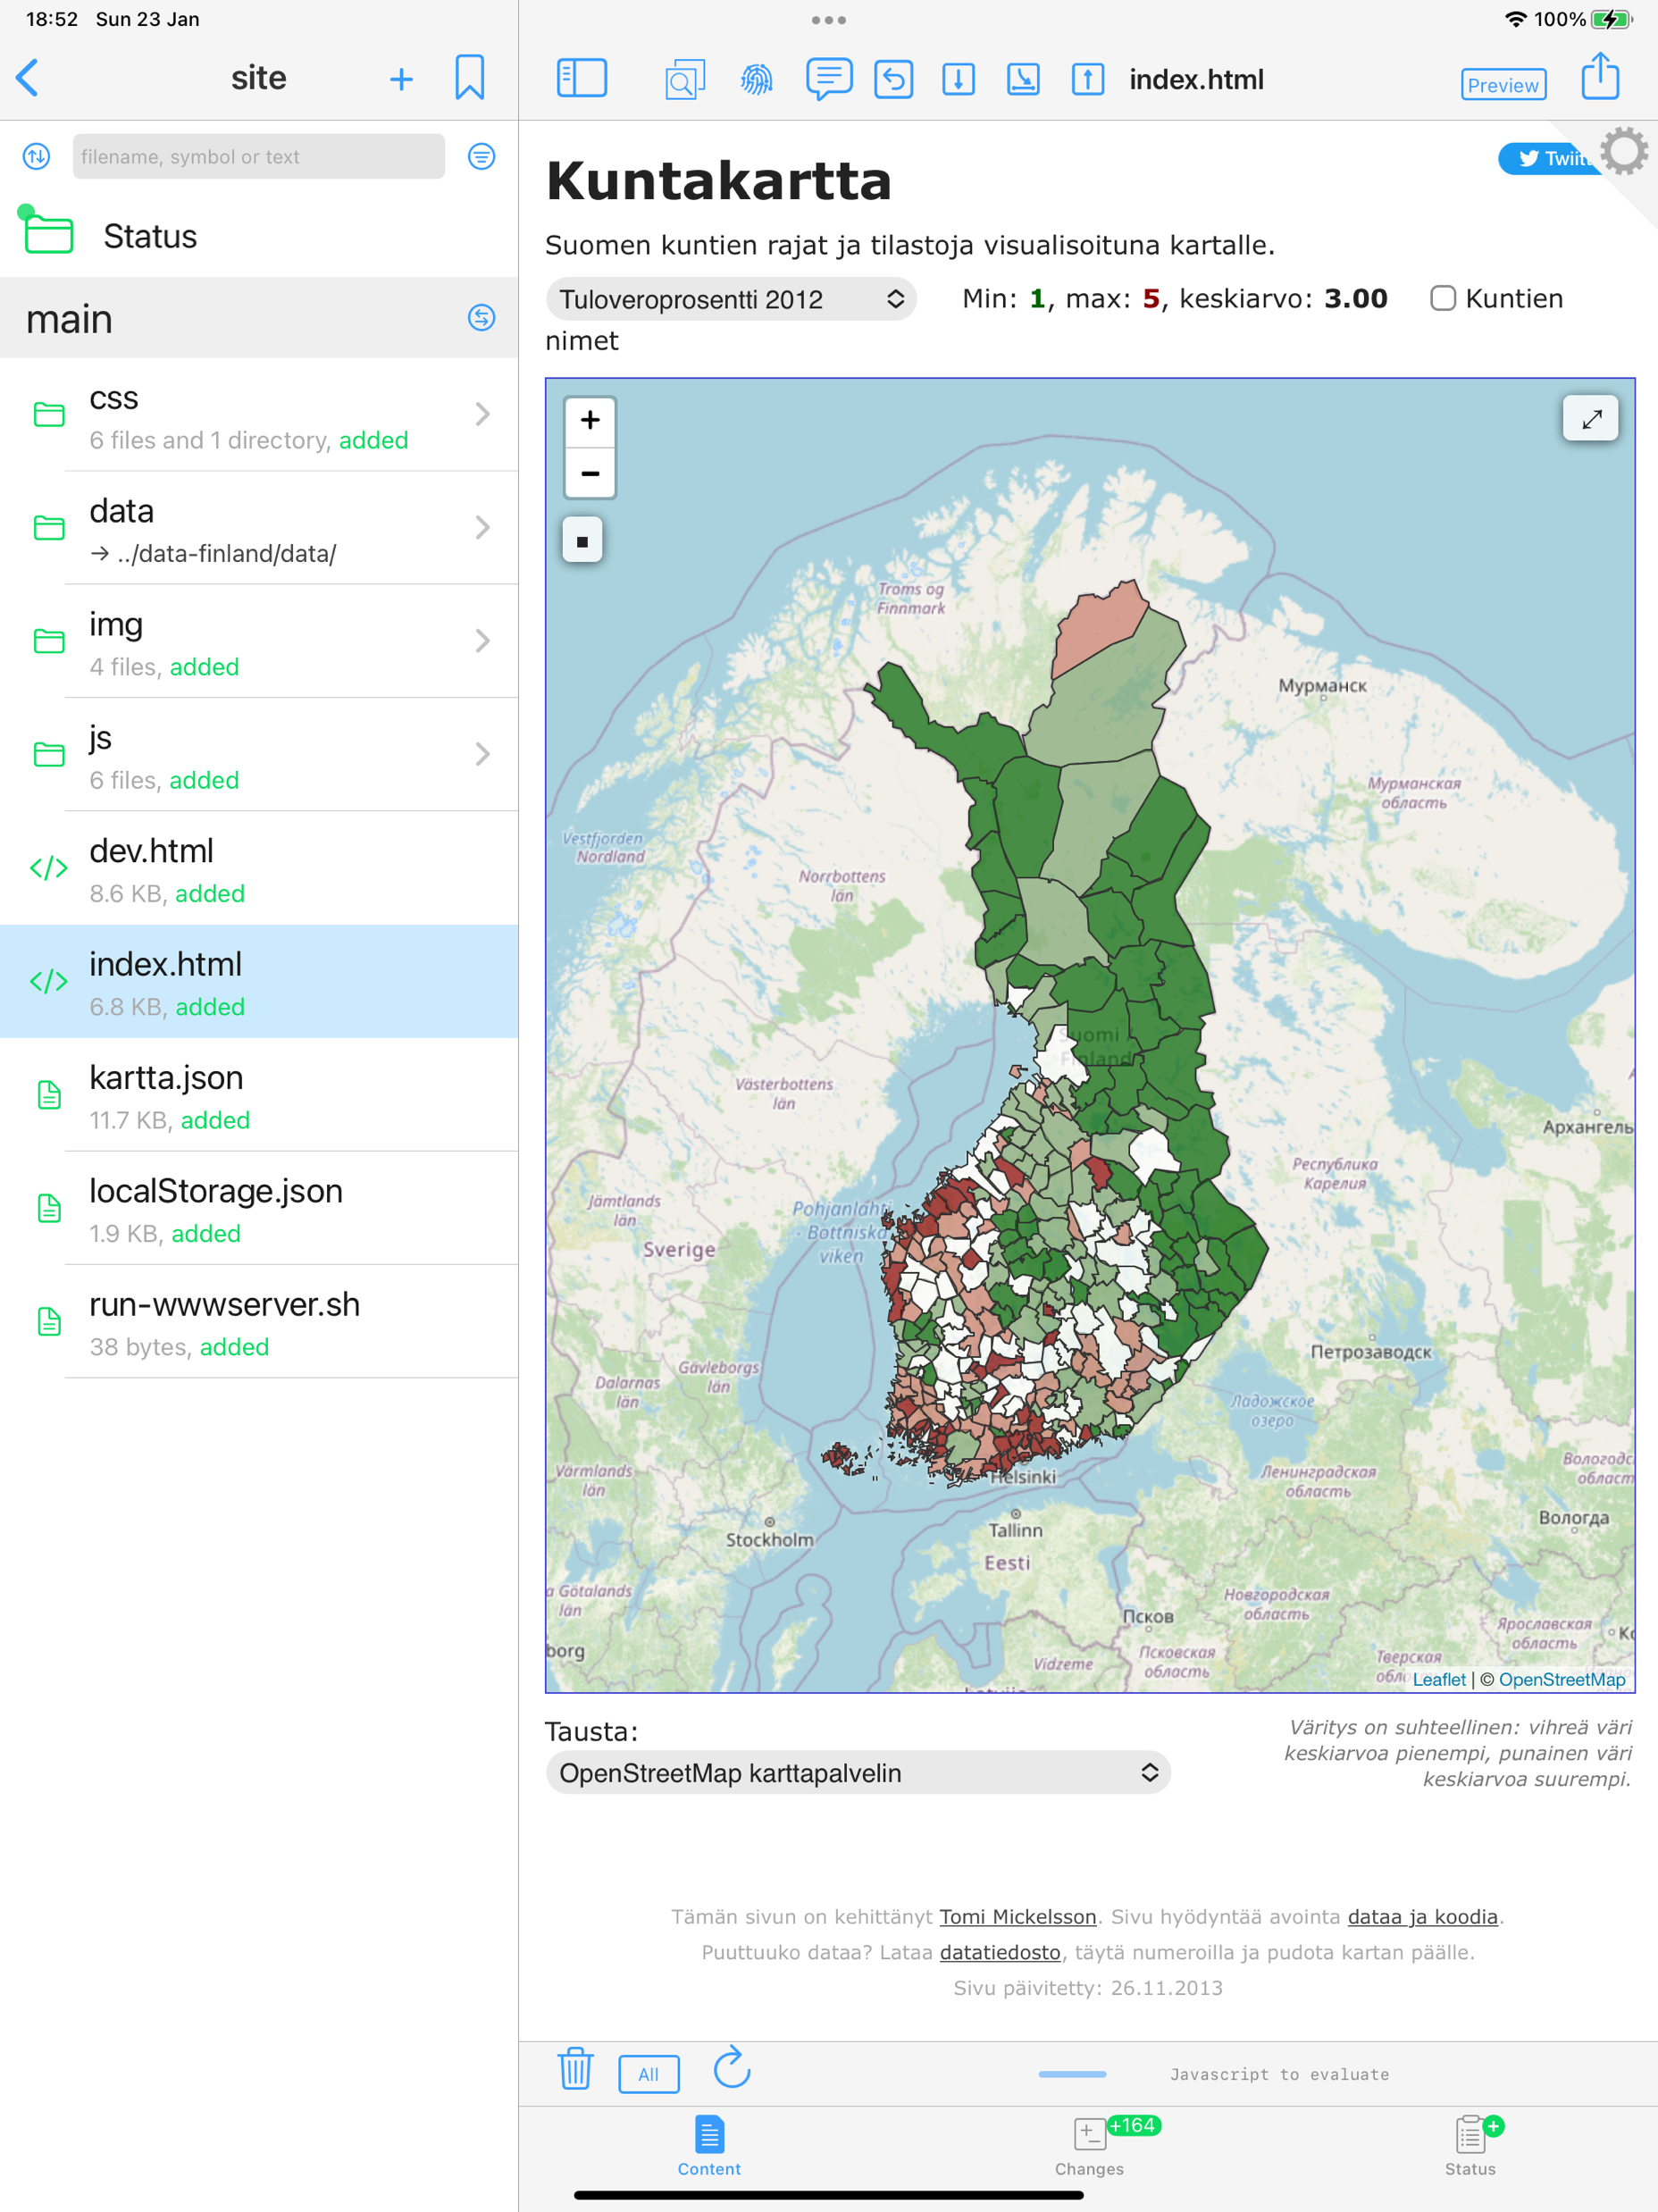 18:52 Sun 23 Jan
100%
site
index.html
Preview
filename, symbol or text
Status
main
css
6 files and 1 directory, added
data
→ ../data-finland/data/
img
4 files, added
js
6 files, added
dev.html
8.6 KB, added
index.html
6.8 KB, added
kartta.json
11.7 KB, added
localStorage.json
1.9 KB, added
run-wwwserver.sh
38 bytes, added
Kuntakartta
Suomen kuntien rajat ja tilastoja visualisoituna kartalle.
Tuloveroprosentti 2012
Min: 1, max: 5, keskiarvo: 3.00
Kuntien
nimet
+
−
Troms og
Finnmark
Мурманск
Мурманская
область
Vestfjorden
Nordland
Norrbottens
län
Suomi /
Finland
Västerbottens
län
Архангель
Республика
Карелия
Jämtlands
län
Pohjanlahti
Bottniska
viken
Sverige
Петрозаводск
Gävleborgs
län
Dalarnas
län
Ладожское
озеро
Helsinki
Värmlands
län
Ленинградская
область
Stockholm
Tallinn
Вологда
Eesti
a Götalands
län
Новгородская
область
Псков
Ярославская
область
borg
Vidzeme
Псковская
область
Тверская
Leaflet | © OpenStreetMap
Tausta:
OpenStreetMap karttapalvelin
Väritys on suhteellinen: vihreä väri
keskiarvoa pienempi, punainen väri
keskiarvoa suurempi.
Tämän sivun on kehittänyt Tomi Mickelsson. Sivu hyödyntää avointa dataa ja koodia.
Puuttuuko dataa? Lataa datatiedosto, täytä numeroilla ja pudota kartan päälle.
Sivu päivitetty: 26.11.2013
All
Javascript to evaluate
Content
+164
Changes
+
Status